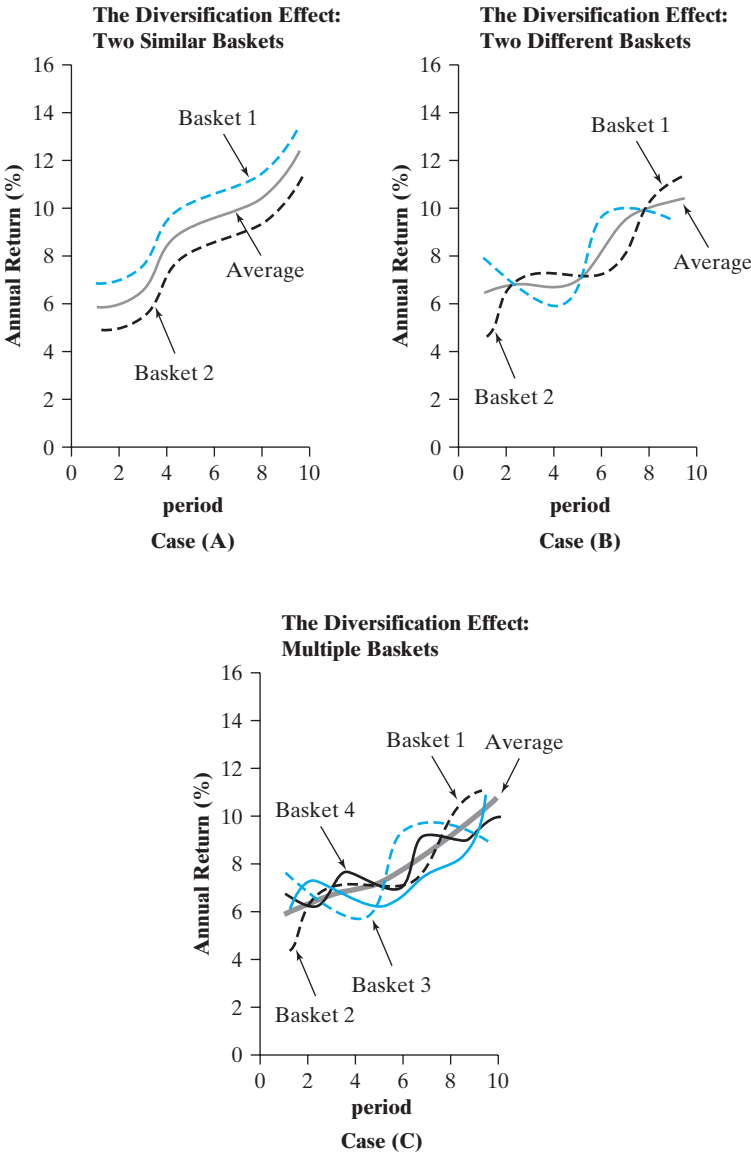 The Diversification Effect:
Two Similar Baskets
16
14
12
10
8
6
4
2
0
Annual Return (%)
Basket 1
Average
Basket 2
0 2 4 6 8 10
period
Case (A)
The Diversification Effect:
Two Different Baskets
16
14
12
10
8
6
4
2
0
Annual Return (%)
Basket 1
Average
Basket 2
0 2 4 6 8 10
period
Case (B)
The Diversification Effect:
Multiple Baskets
16
14
12
10
8
6
4
2
0
Annual Return (%)
Basket 1 Average
Basket 4
Basket 3
Basket 2
0 2 4 6 8 10
period
Case (C)